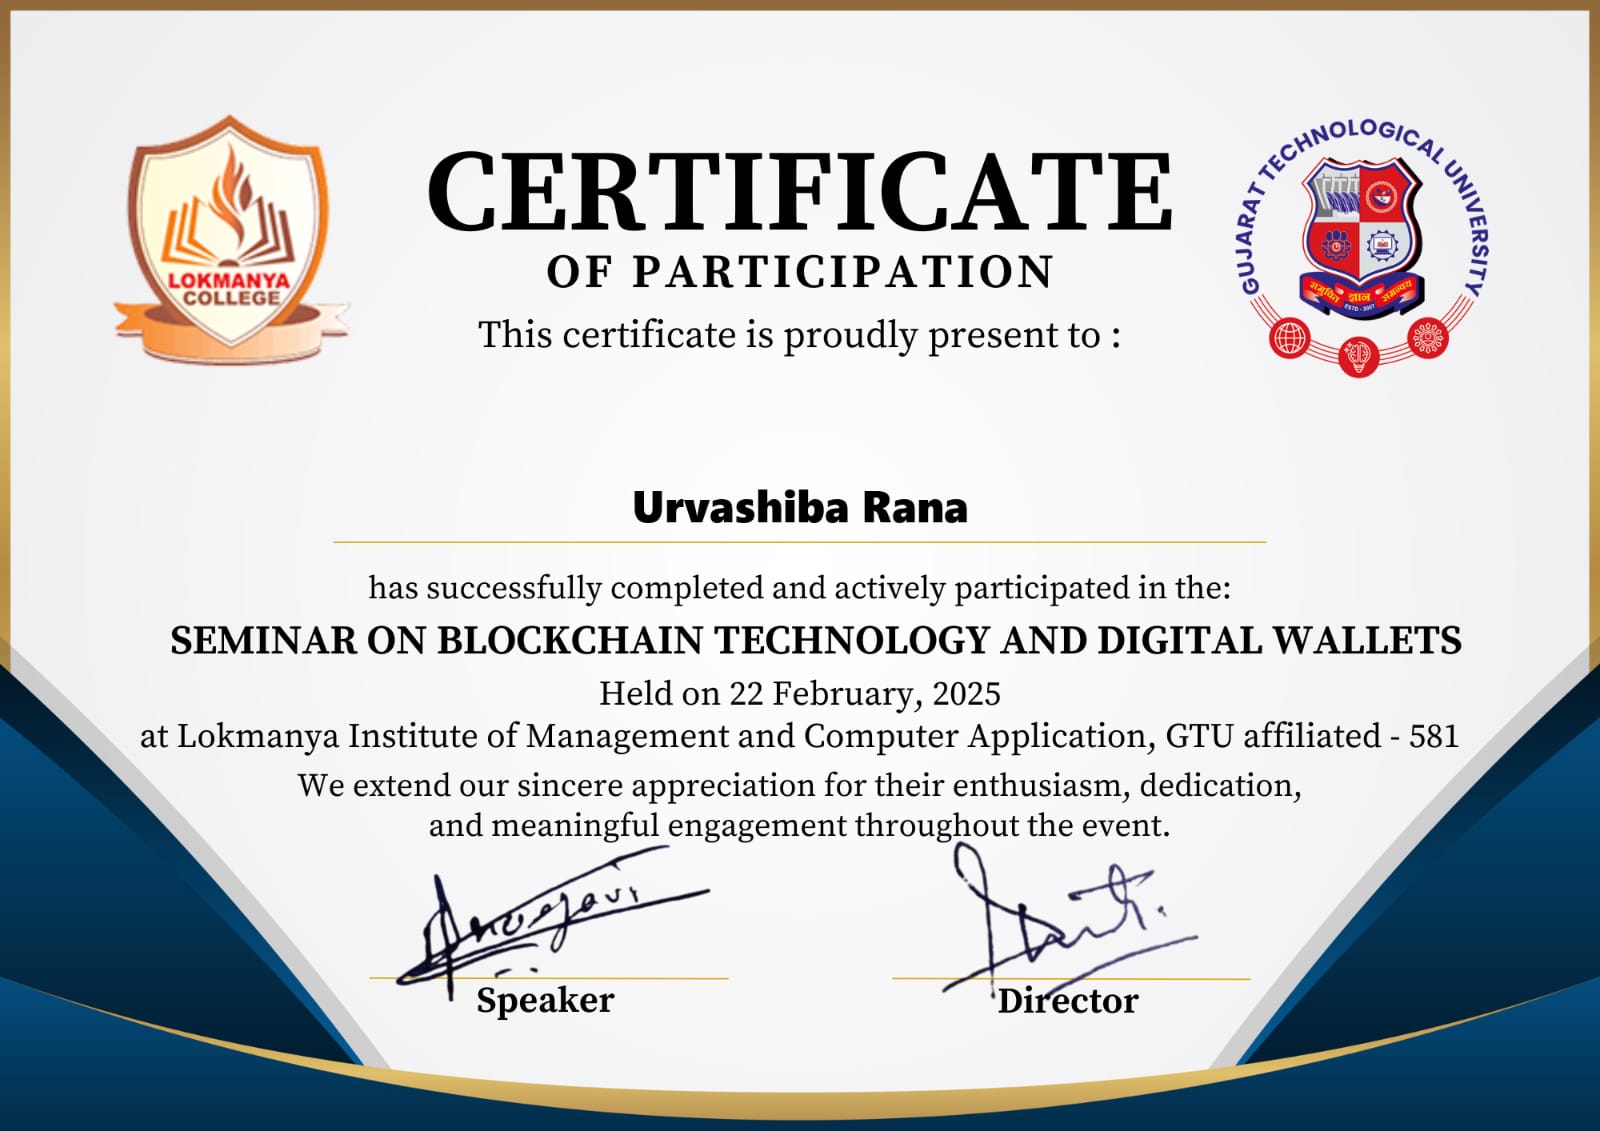 LOKMANYA
COLLEGE
CERTIFICATE
OF PARTICIPATION
This certificate is proudly present to :
GUJARAT TECHNOLOGICAL UNIVERSITY
ESTD - 2007
Urvashiba Rana
has successfully completed and actively participated in the:
SEMINAR ON BLOCKCHAIN TECHNOLOGY AND DIGITAL WALLETS
Held on 22 February, 2025
at Lokmanya Institute of Management and Computer Application, GTU affiliated - 581
We extend our sincere appreciation for their enthusiasm, dedication,
and meaningful engagement throughout the event.
Speaker
Director